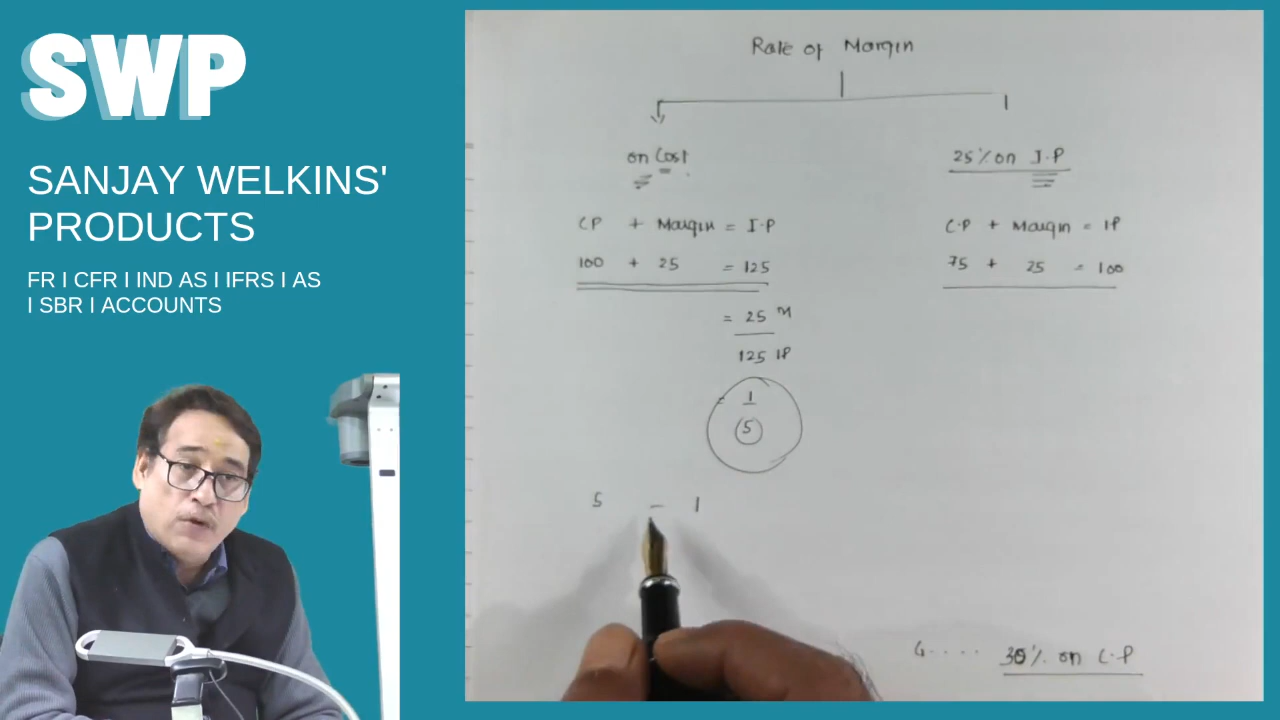 SWP
SANJAY WELKINS'
PRODUCTS
FR I CFR I IND AS I IFRS I AS
I SBR I ACCOUNTS
Rate of Margin
on Cost
25% on I.P
CP + Margin = I.P
C.P + Margin = IP
100 + 25 = 125
75 + 25 = 100
= 25 M
125 IP
= 1
5
5 - 1
30% on C.P